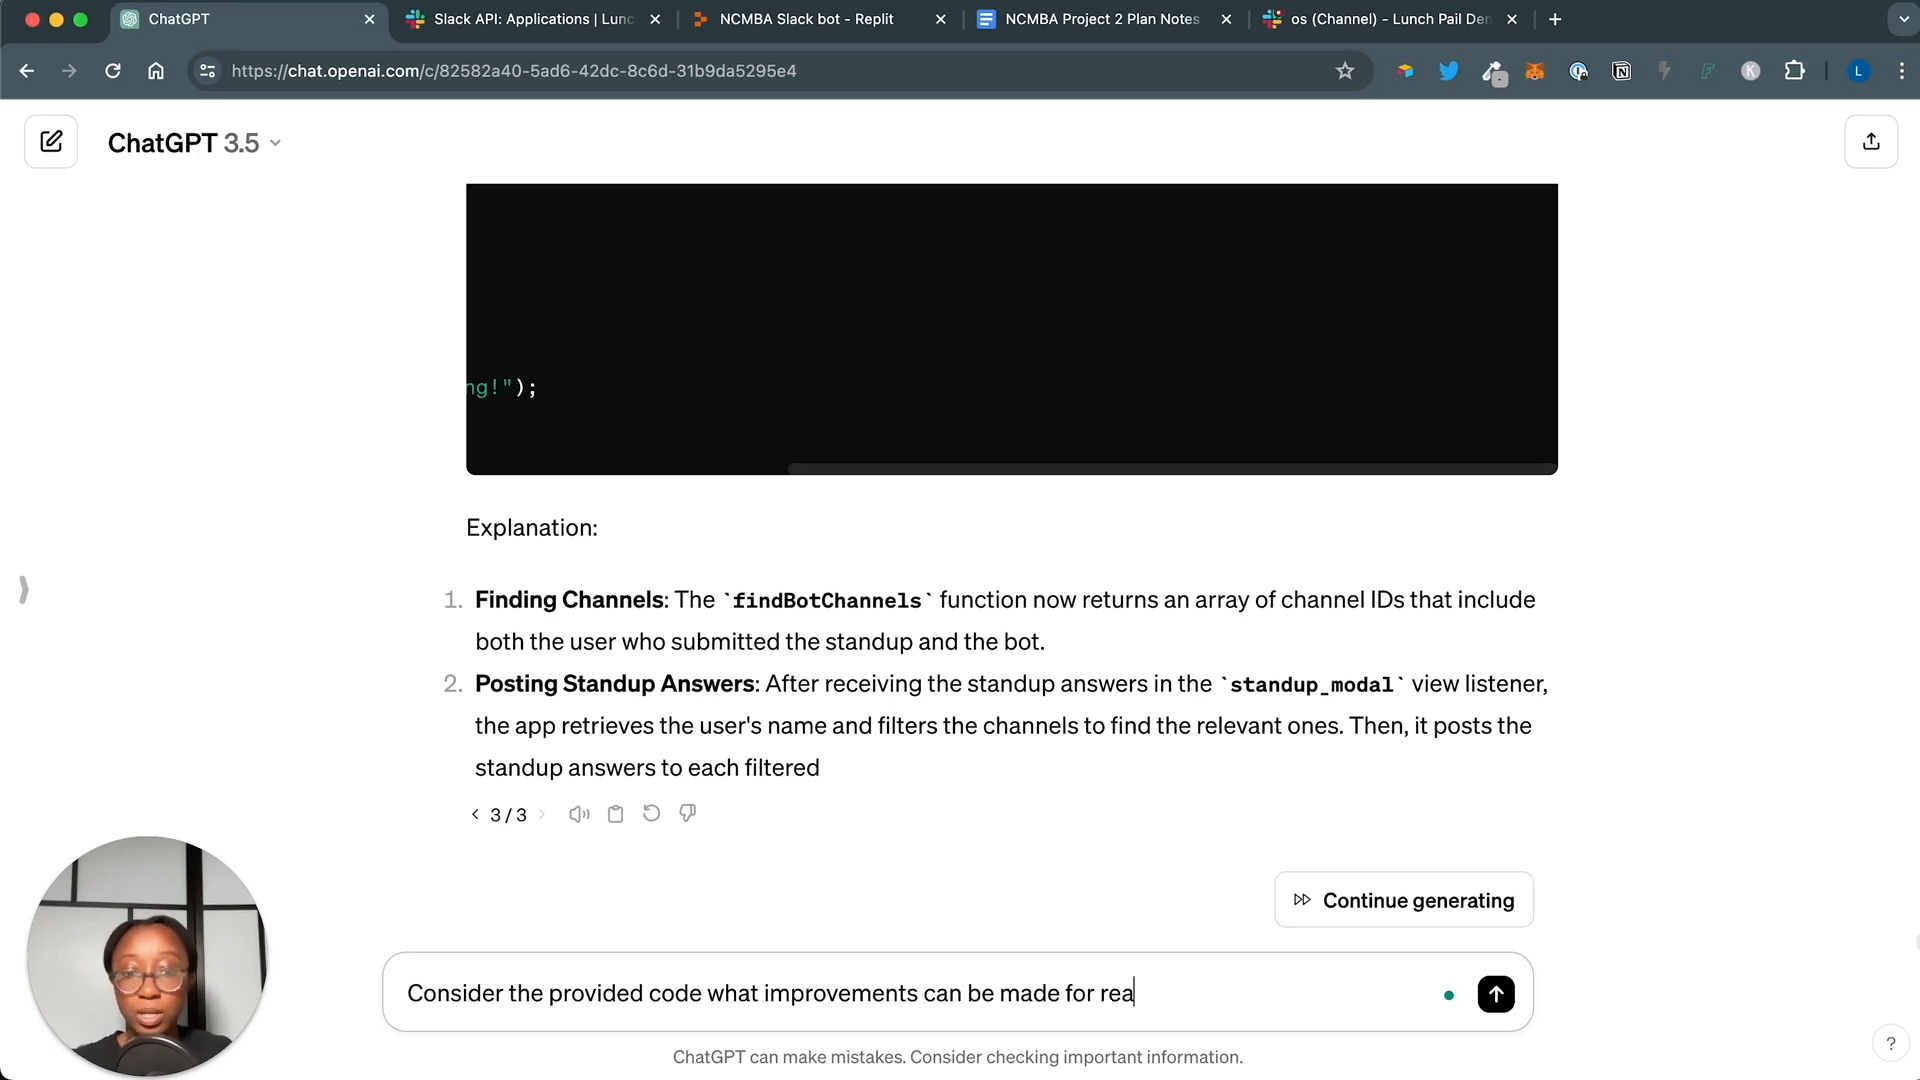 ChatGPT
Slack API: Applications | Lunc
NCMBA Slack bot - Replit
NCMBA Project 2 Plan Notes
os (Channel) - Lunch Pail Den
https://chat.openai.com/c/82582a40-5ad6-42dc-8c6d-31b9da5295e4
K
L
ChatGPT 3.5
ng!");
Explanation:
1. Finding Channels: The `findBotChannels` function now returns an array of channel IDs that include
both the user who submitted the standup and the bot.
2. Posting Standup Answers: After receiving the standup answers in the `standup_modal` view listener,
the app retrieves the user's name and filters the channels to find the relevant ones. Then, it posts the
standup answers to each filtered
3 / 3
Continue generating
Consider the provided code what improvements can be made for rea
ChatGPT can make mistakes. Consider checking important information.
?